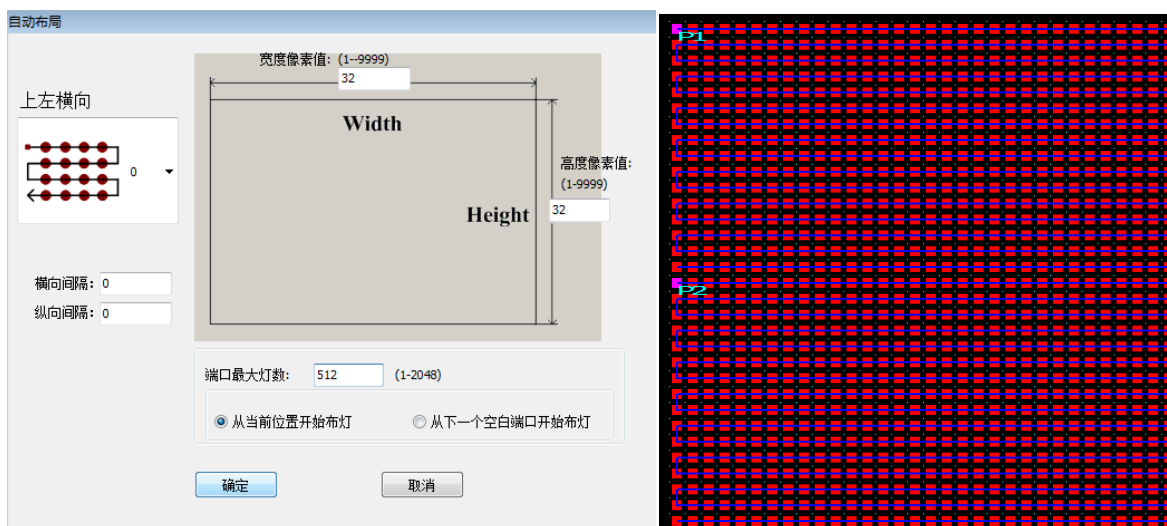 自动布局
宽度像素值: (1--9999)
32
上左横向
Width
0
高度像素值:
(1-9999)
Height
32
横向间隔: 0
纵向间隔: 0
端口最大灯数: 512 (1-2048)
从当前位置开始布灯 从下一个空白端口开始布灯
确定 取消
P1
P2